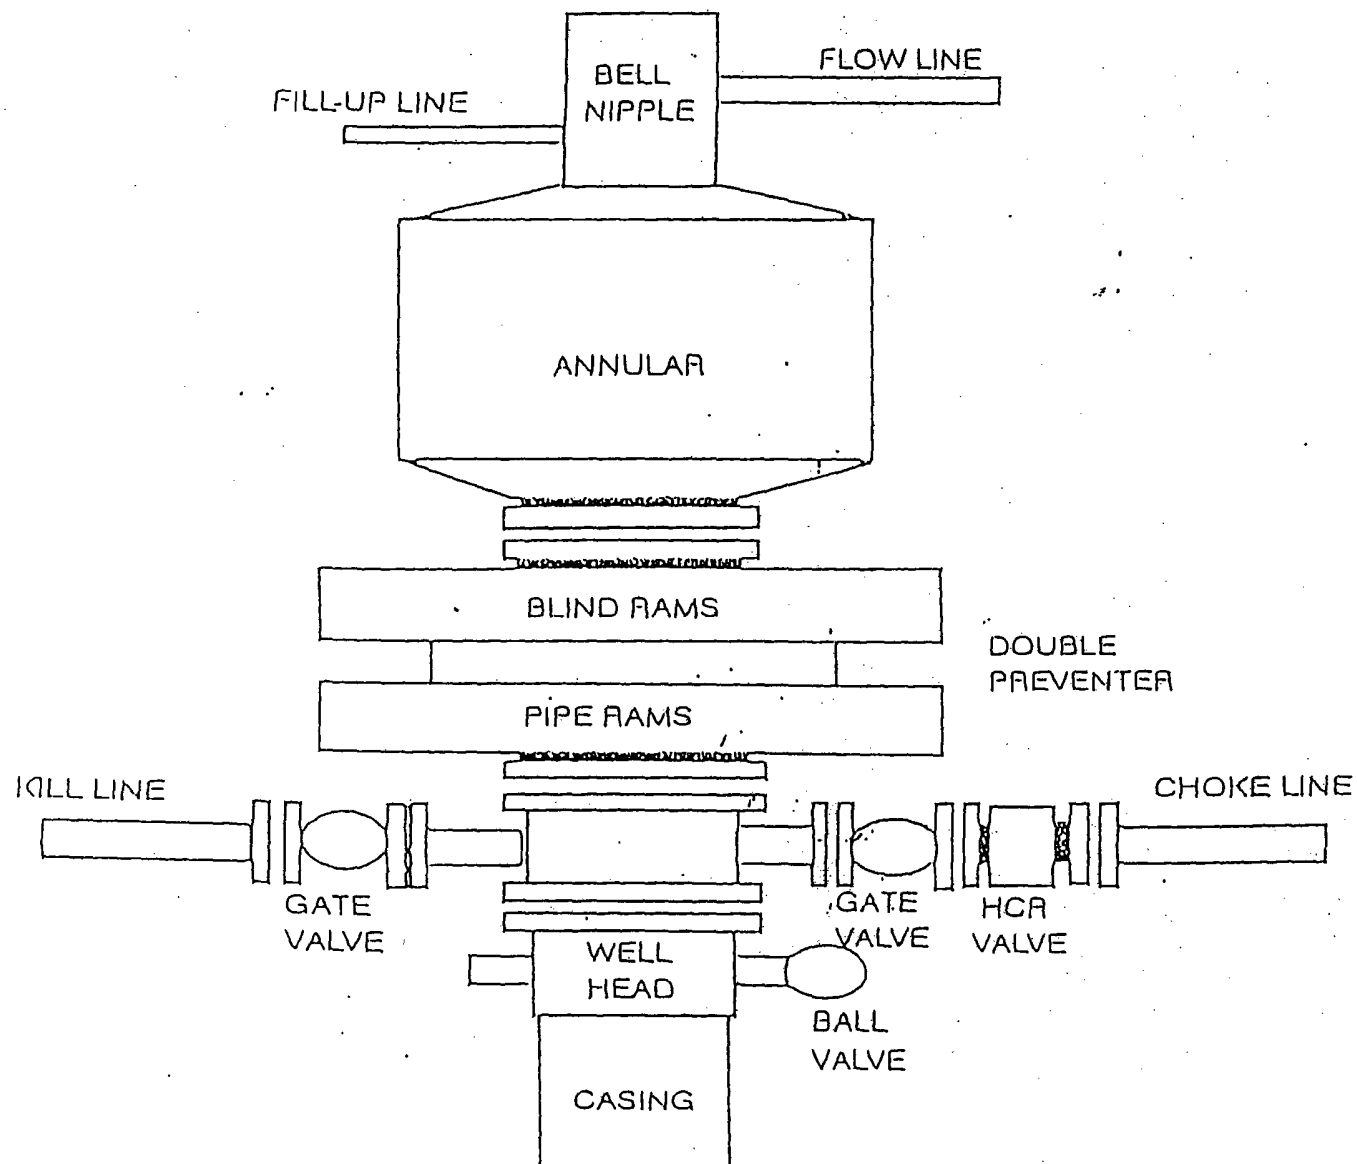 BELL
NIPPLE
FLOW LINE
FILL-UP LINE
ANNULAR
BLIND RAMS
DOUBLE
PREVENTER
PIPE RAMS
KILL LINE
CHOKE LINE
GATE
VALVE
GATE
VALVE
HCR
VALVE
WELL
HEAD
BALL
VALVE
CASING